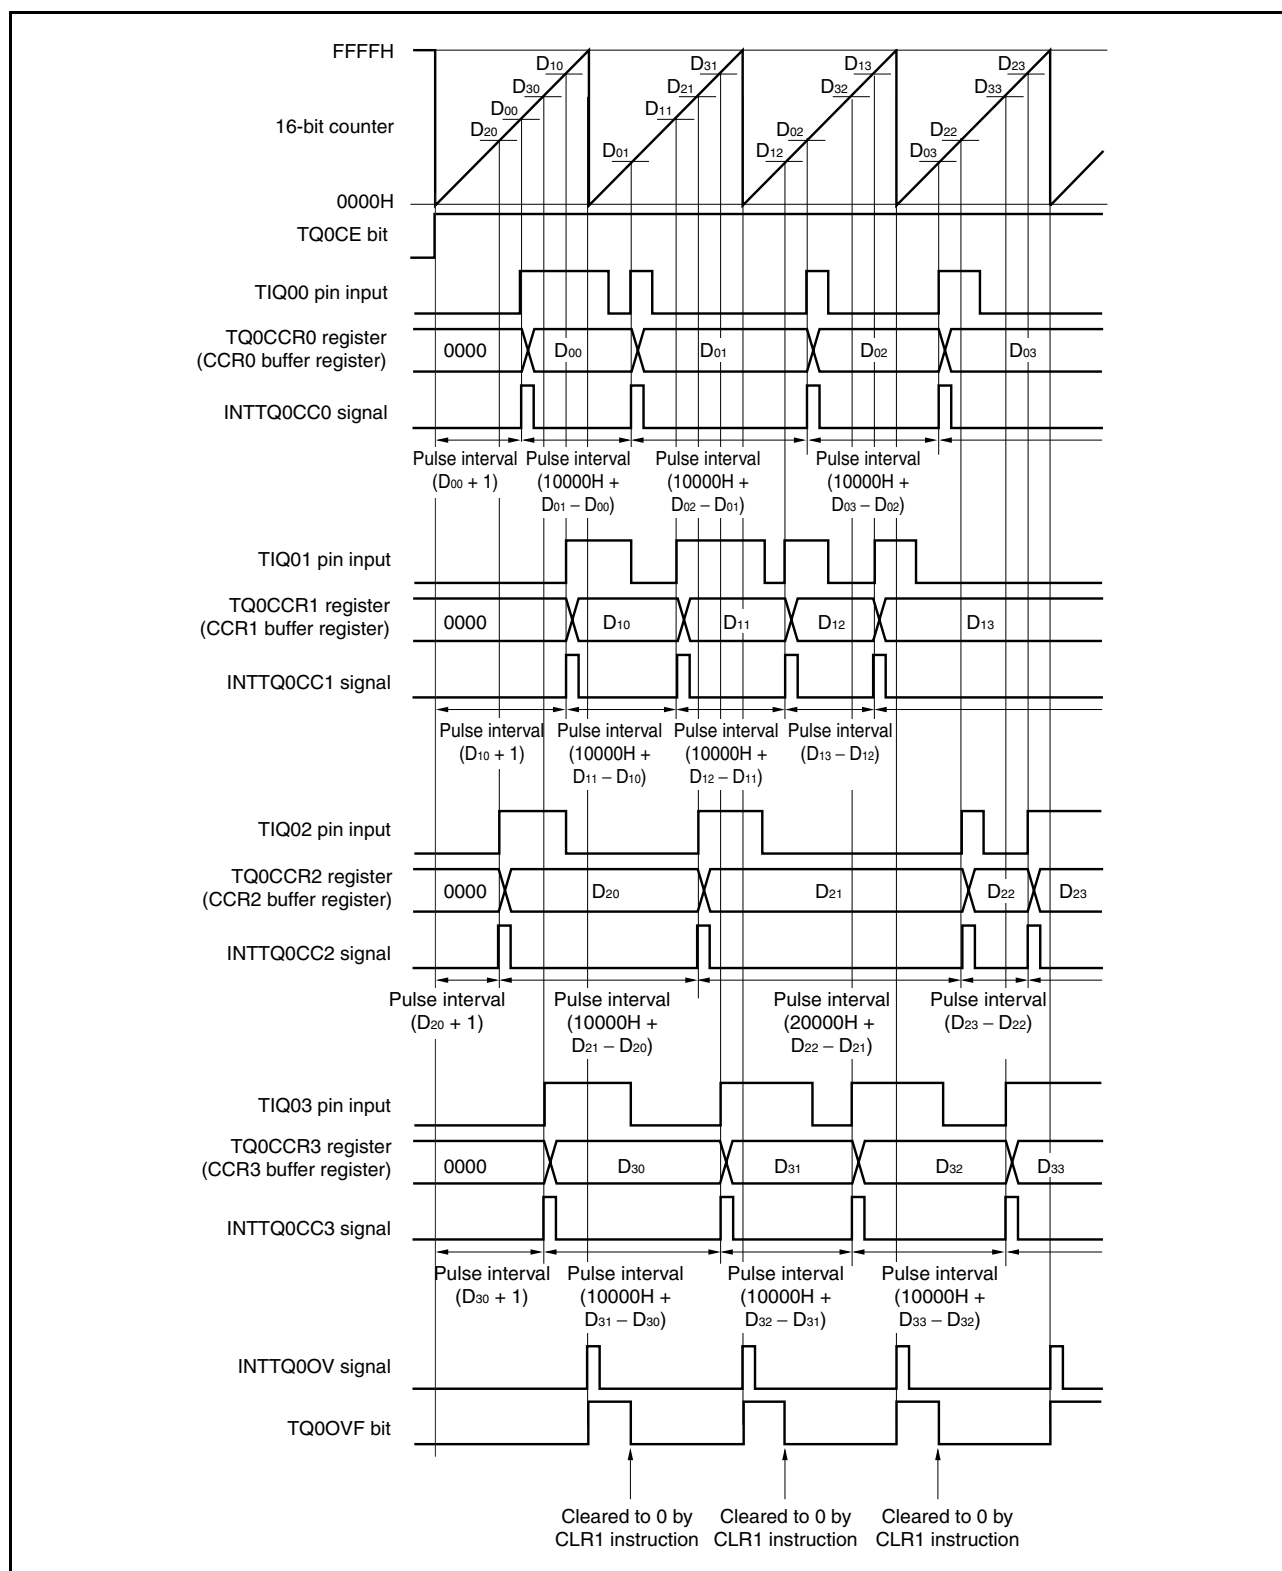 FFFFH
D10
D31
D13
D23
D30
D21
D32
D33
D00
D11
16-bit counter
D20
D02
D22
D01
D12
D03
0000H
TQ0CE bit
TIQ00 pin input
TQ0CCR0 register
(CCR0 buffer register)
0000
D00
D01
D02
D03
INTTQ0CC0 signal
Pulse interval
(D00 + 1)
Pulse interval
(10000H +
D01 – D00)
Pulse interval
(10000H +
D02 – D01)
Pulse interval
(10000H +
D03 – D02)
TIQ01 pin input
TQ0CCR1 register
(CCR1 buffer register)
0000
D10
D11
D12
D13
INTTQ0CC1 signal
Pulse interval
(D10 + 1)
Pulse interval
(10000H +
D11 – D10)
Pulse interval
(10000H +
D12 – D11)
Pulse interval
(D13 – D12)
TIQ02 pin input
TQ0CCR2 register
(CCR2 buffer register)
0000
D20
D21
D22
D23
INTTQ0CC2 signal
Pulse interval
(D20 + 1)
Pulse interval
(10000H +
D21 – D20)
Pulse interval
(20000H +
D22 – D21)
Pulse interval
(D23 – D22)
TIQ03 pin input
TQ0CCR3 register
(CCR3 buffer register)
0000
D30
D31
D32
D33
INTTQ0CC3 signal
Pulse interval
(D30 + 1)
Pulse interval
(10000H +
D31 – D30)
Pulse interval
(10000H +
D32 – D31)
Pulse interval
(10000H +
D33 – D32)
INTTQ0OV signal
TQ0OVF bit
Cleared to 0 by
CLR1 instruction
Cleared to 0 by
CLR1 instruction
Cleared to 0 by
CLR1 instruction